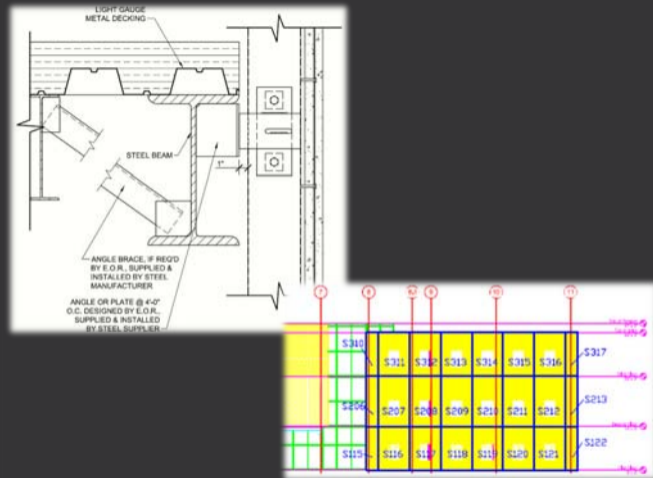 LIGHT GAUGE
METAL DECKING
STEEL BEAM
1"
ANGLE BRACE, IF REQ'D
BY E.O.R., SUPPLIED &
INSTALLED BY STEEL
MANUFACTURER
ANGLE OR PLATE @ 4'-0"
O.C. DESIGNED BY E.O.R.,
SUPPLIED & INSTALLED
BY STEEL SUPPLIER
7 8 9 10 11
S310 S311 S312 S313 S314 S315 S316 S317
S206 S207 S208 S209 S210 S211 S212 S213
S115 S116 S117 S118 S119 S120 S121 S122